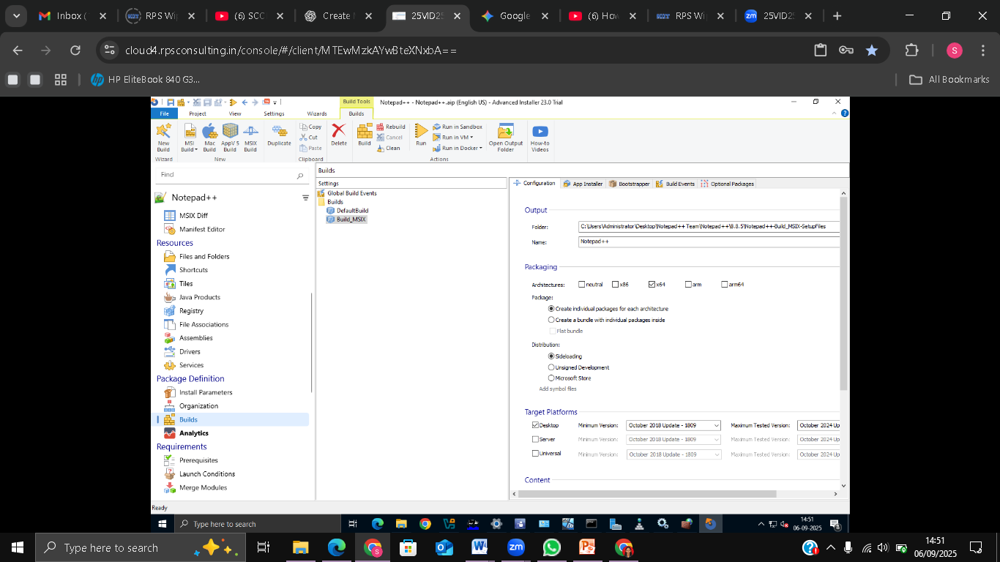 Inbox (
RPS Wi
(6) SCC
Create
25VID25
Google
(6) How
RPS Wi
25VID25
cloud4.rpsconsulting.in/console/#/client/MTEwMzkAYwBteXNxbA==
S
HP EliteBook 840 G3...
All Bookmarks
Build Tools
Notepad++ - Notepad++.aip (English US) - Advanced Installer 23.0 Trial
File
Project
View
Settings
Wizards
Builds
New Build
MSI Build
Mac Build
AppV 5 Build
MSIX Build
Duplicate
Copy
Cut
Paste
Delete
Build
Rebuild
Cancel
Clean
Run
Run in Sandbox
Run in VM
Run in Docker
Open Output Folder
How-to Videos
Wizard
New
Clipboard
Actions
Find
Notepad++
MSIX Diff
Manifest Editor
Resources
Files and Folders
Shortcuts
Tiles
Java Products
Registry
File Associations
Assemblies
Drivers
Services
Package Definition
Install Parameters
Organization
Builds
Analytics
Requirements
Prerequisites
Launch Conditions
Merge Modules
Builds
Settings
Global Build Events
Builds
DefaultBuild
Build_MSIX
Configuration
App Installer
Bootstrapper
Build Events
Optional Packages
Output
Folder: C:\Users\Administrator\Desktop\Notepad++ Team\Notepad++\8.8.5\Notepad++-Build_MSIX-SetupFiles
Name: Notepad++
Packaging
Architectures: neutral x86 x64 arm arm64
Package:
Create individual packages for each architecture
Create a bundle with individual packages inside
Flat bundle
Distribution:
Sideloading
Unsigned Development
Microsoft Store
Add symbol files
Target Platforms
Desktop Minimum Version: October 2018 Update - 1809 Maximum Tested Version: October 2024 Up
Server Minimum Version: October 2018 Update - 1809 Maximum Tested Version: October 2024 Up
Universal Minimum Version: October 2018 Update - 1809 Maximum Tested Version: October 2024 Up
Content
Ready
Type here to search
14:51
06-09-2025
8
Type here to search
14:51
06/09/2025